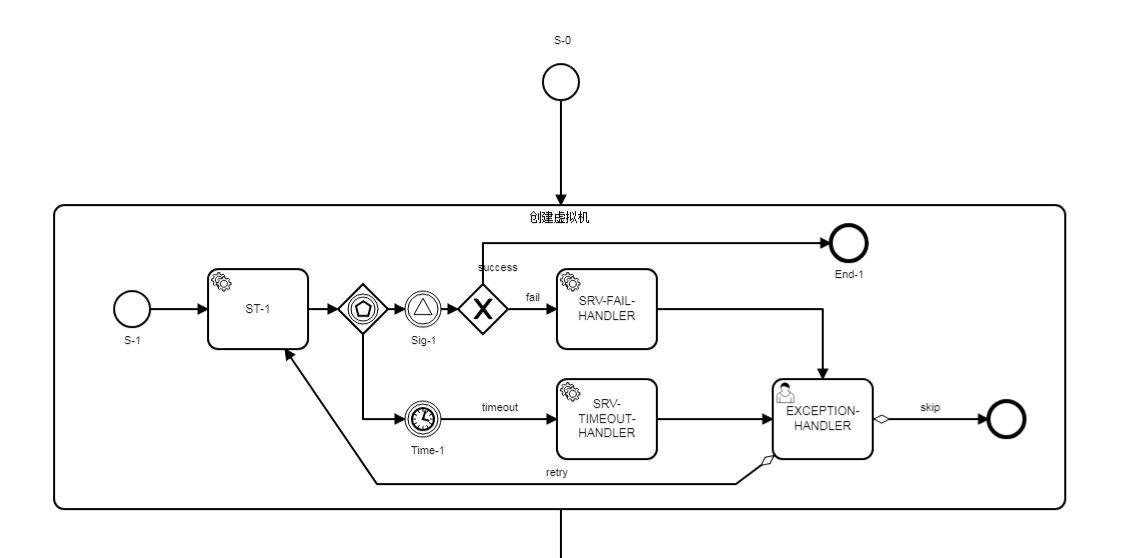 S-0
创建虚拟机
success
End-1
ST-1
fail
SRV-FAIL-
HANDLER
S-1
Sig-1
timeout
SRV-
TIMEOUT-
HANDLER
EXCEPTION-
HANDLER
skip
Time-1
retry